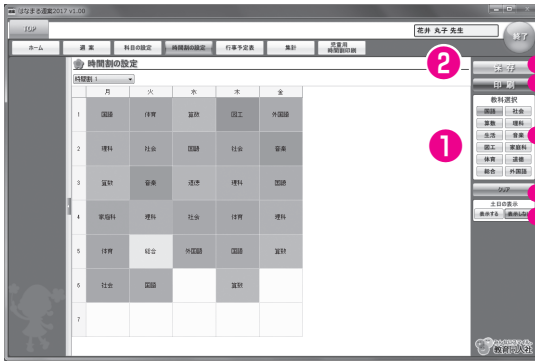 はなまる週案2017 v1.00
TOP
花井 丸子 先生
終了
ホーム 週 案 科目の設定 時間割の設定 行事予定表 集計 児童用 時間割印刷
時間割の設定
時間割 1
月 火 水 木 金
1 国語 体育 算数 図工 外国語
2 理科 社会 国語 社会 音楽
3 算数 音楽 道徳 理科 国語
4 家庭科 理科 社会 体育 理科
5 体育 総合 外国語 国語 算数
6 社会 国語 算数
7
❷
❶
保 存
印 刷
教科
選択
国語 社会
算数 理科
生活 音楽
図工 家庭科
体育 道徳
総合 外国語
クリア
土日の表示
表示する 表示しない
教育同人社